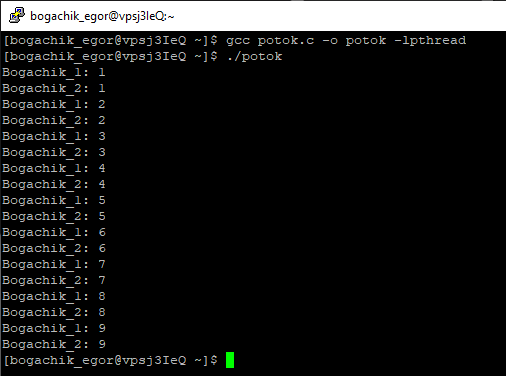 bogachik_egor@vpsj3IeQ:~
[bogachik_egor@vpsj3IeQ ~]$ gcc potok.c -o potok -lpthread
[bogachik_egor@vpsj3IeQ ~]$ ./potok
Bogachik_1: 1
Bogachik_2: 1
Bogachik_1: 2
Bogachik_2: 2
Bogachik_1: 3
Bogachik_2: 3
Bogachik_1: 4
Bogachik_2: 4
Bogachik_1: 5
Bogachik_2: 5
Bogachik_1: 6
Bogachik_2: 6
Bogachik_1: 7
Bogachik_2: 7
Bogachik_1: 8
Bogachik_2: 8
Bogachik_1: 9
Bogachik_2: 9
[bogachik_egor@vpsj3IeQ ~]$